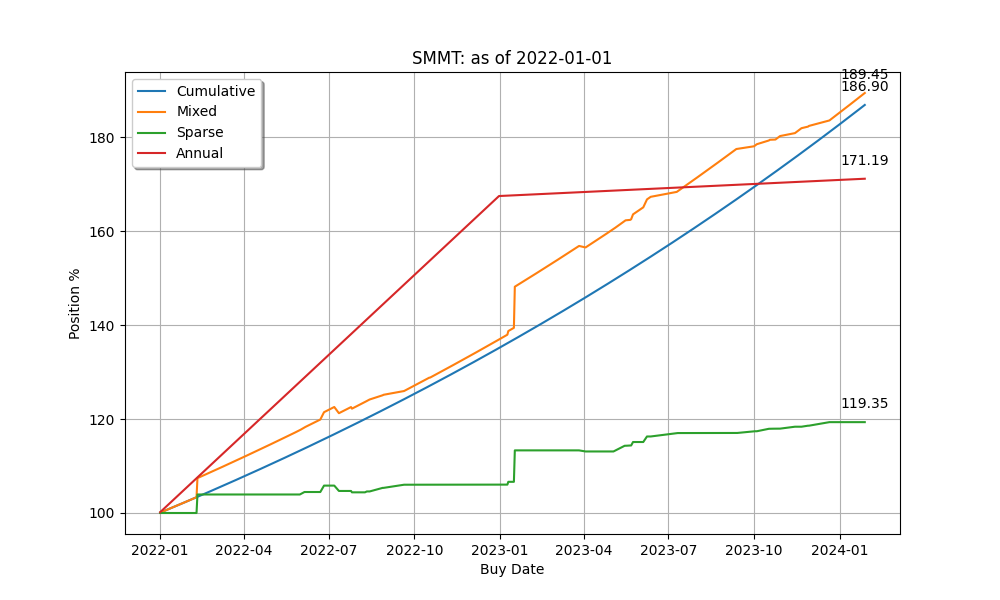 SMMT: as of 2022-01-01
189.45
186.90
171.19
119.35
Cumulative
Mixed
Sparse
Annual
Position %
180
160
140
120
100
2022-01 2022-04 2022-07 2022-10 2023-01 2023-04 2023-07 2023-10 2024-01
Buy Date